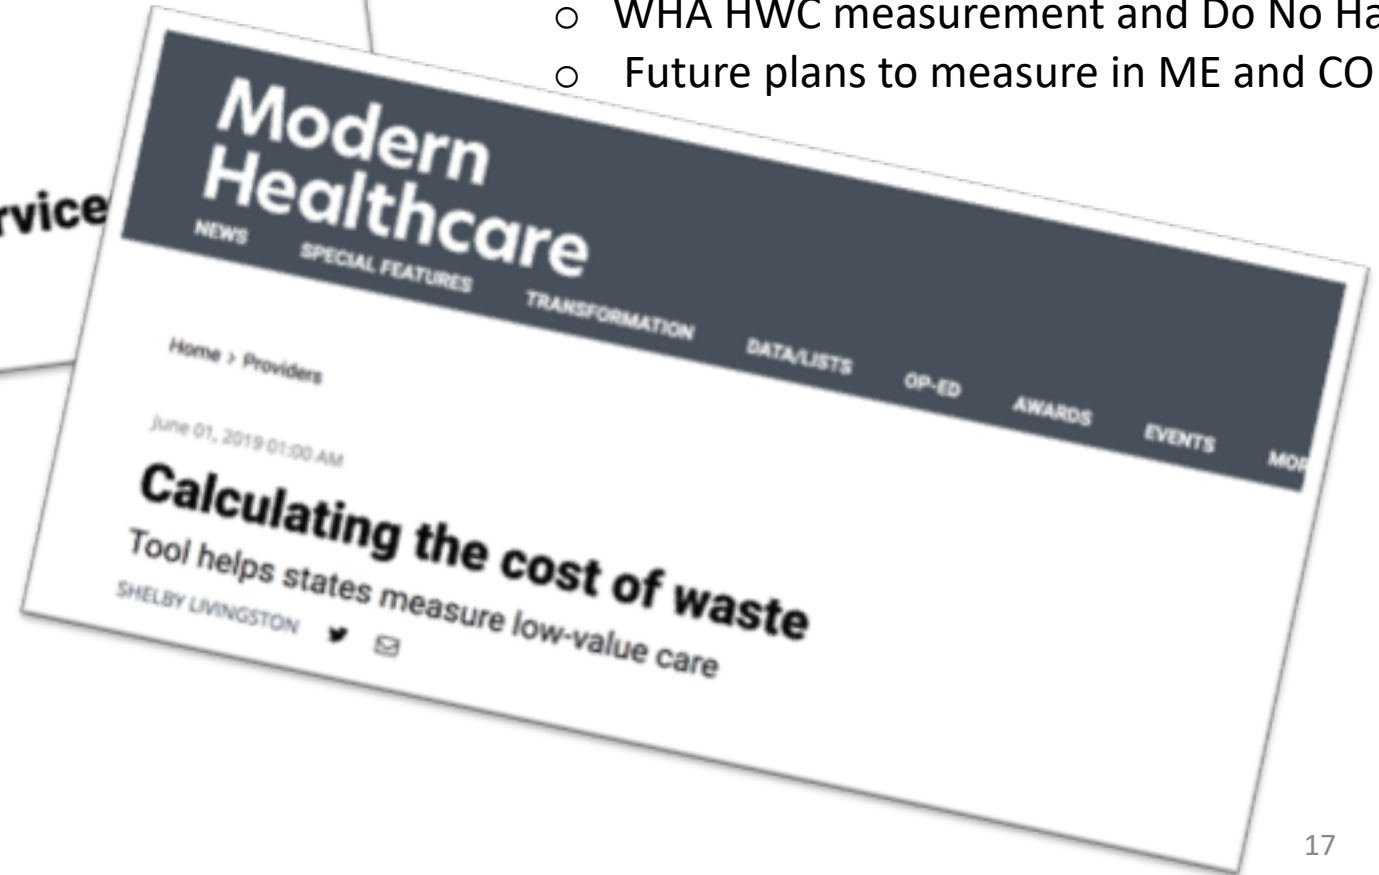 ○ WHA HWC measurement and Do No Ha
○ Future plans to measure in ME and CO
rvice
Modern
Healthcare
NEWS SPECIAL FEATURES TRANSFORMATION DATA/LISTS OP-ED AWARDS EVENTS MOR
Home > Providers
June 01, 2019 01:00 AM
Calculating the cost of waste
Tool helps states measure low-value care
SHELBY LIVINGSTON
17